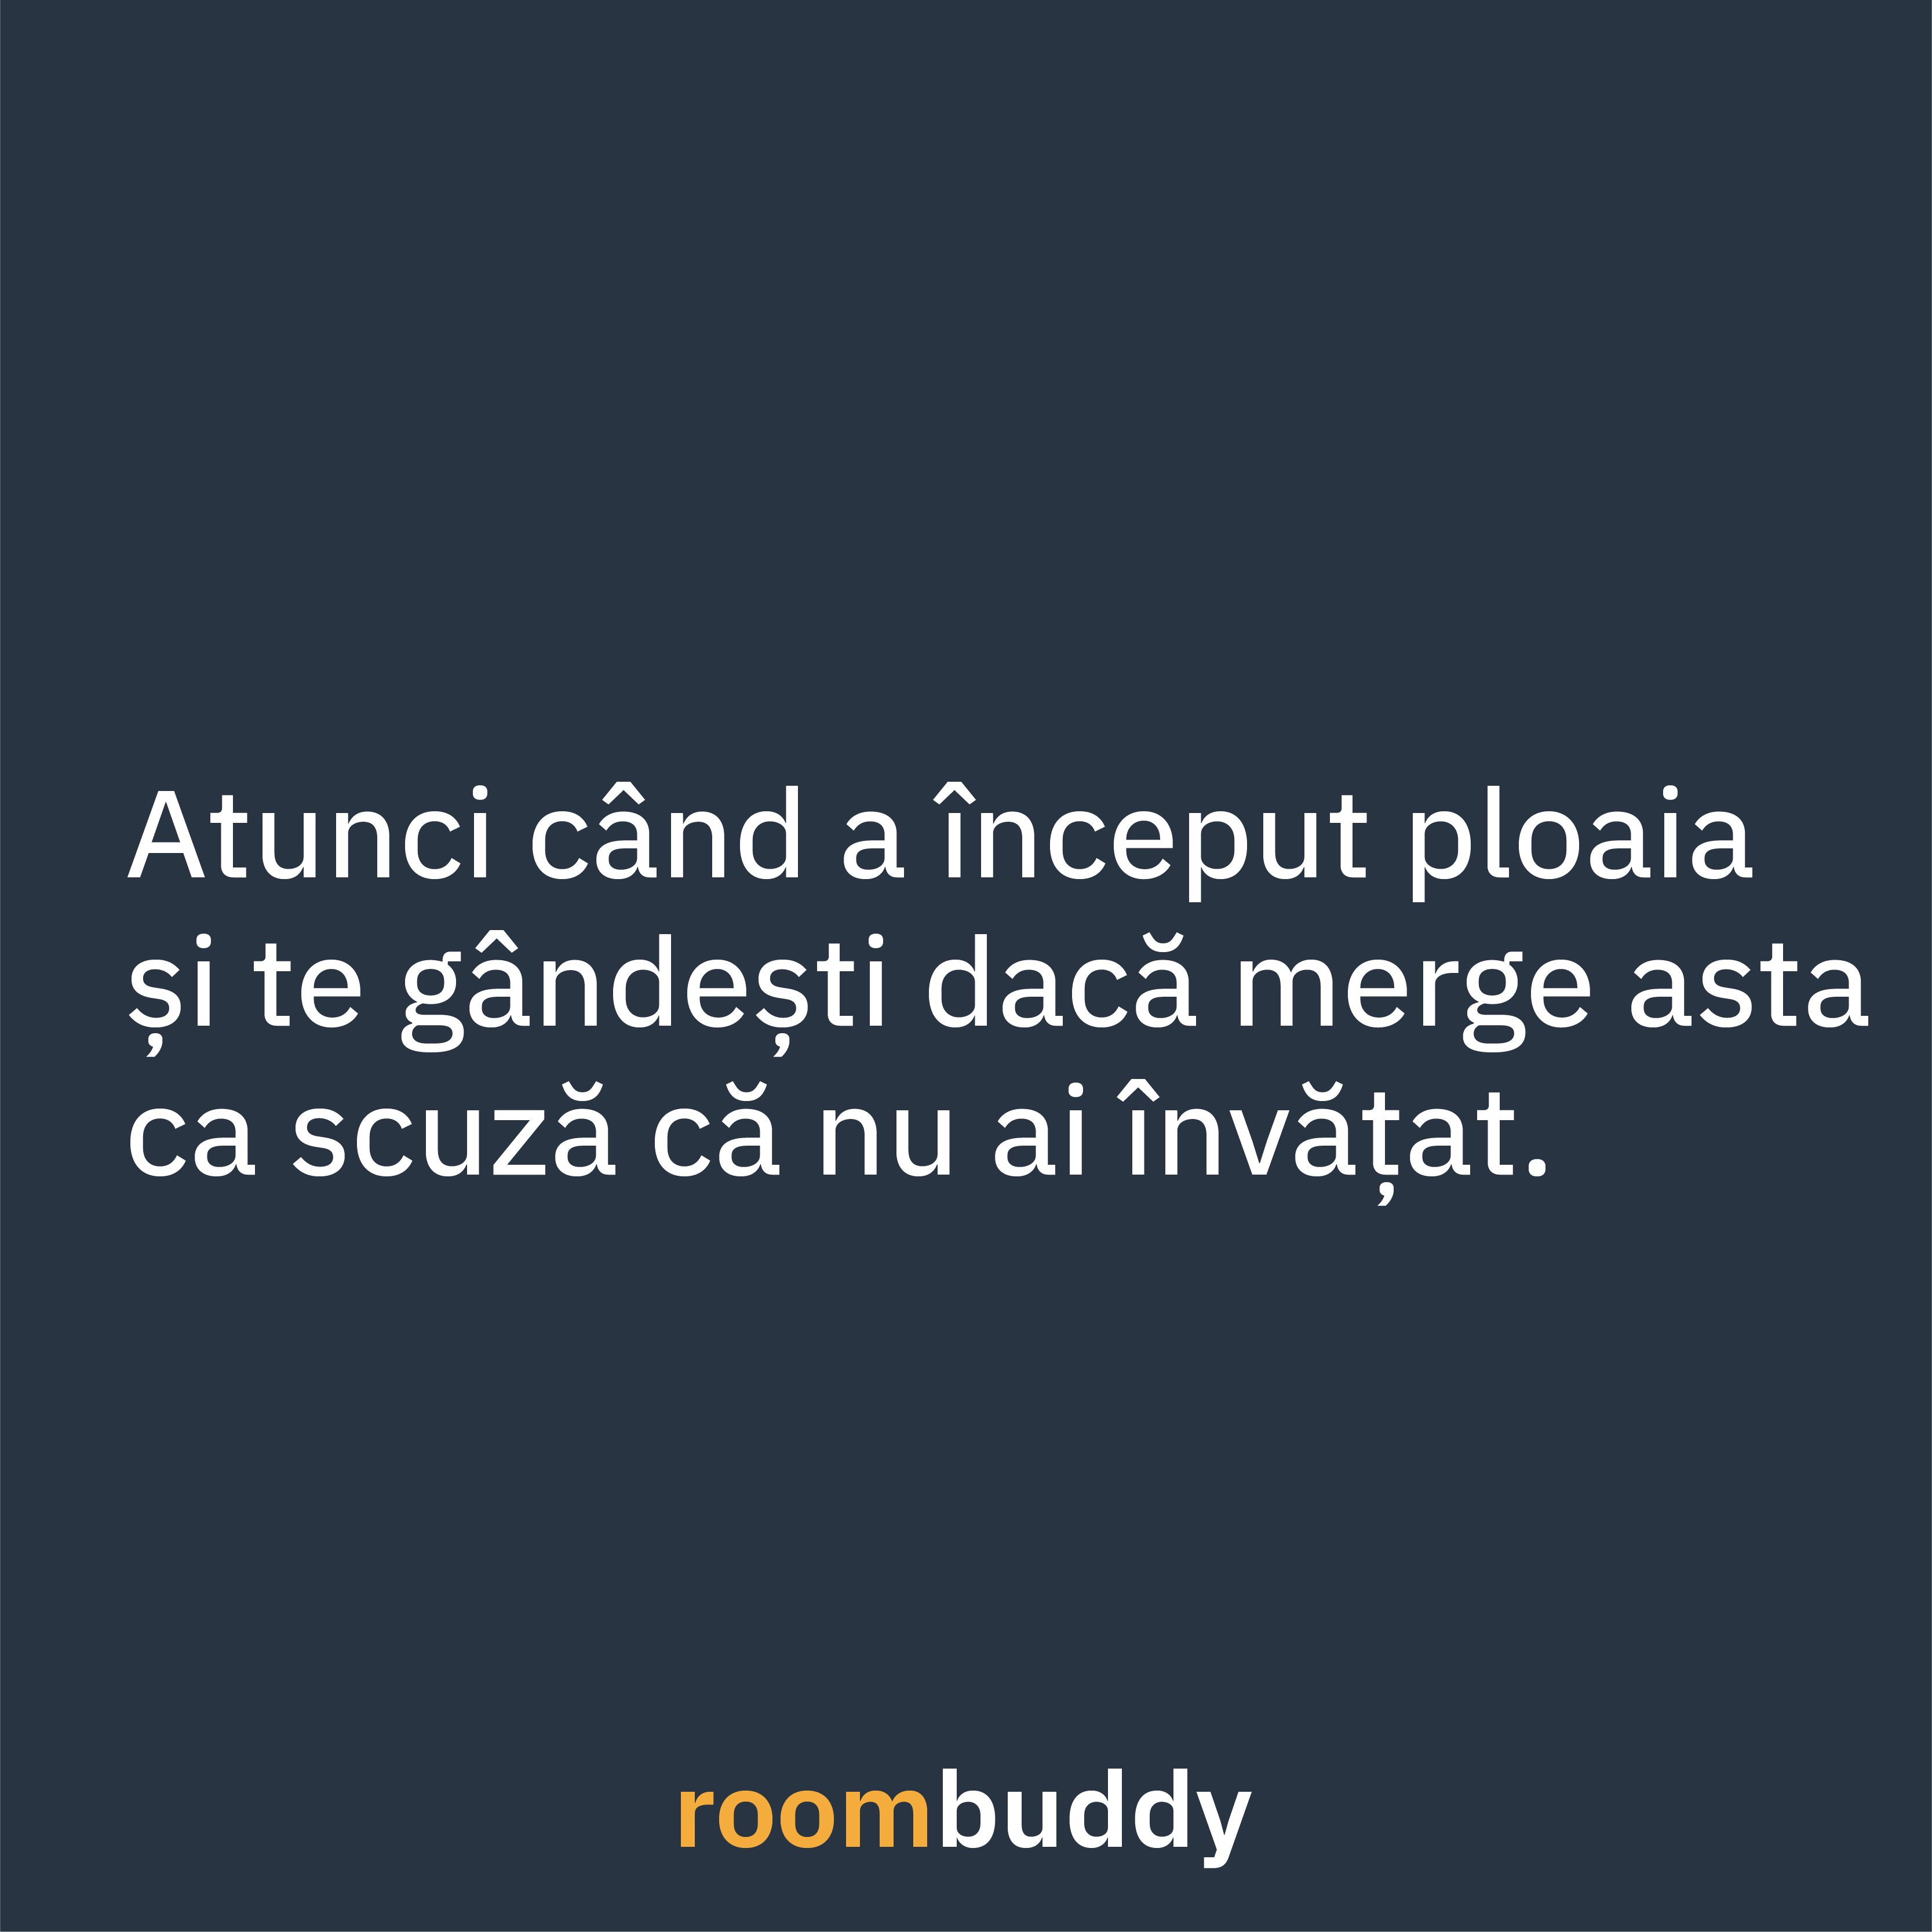 Atunci când a început ploaia
și te gândești dacă merge asta
ca scuză că nu ai învățat.
roombuddy